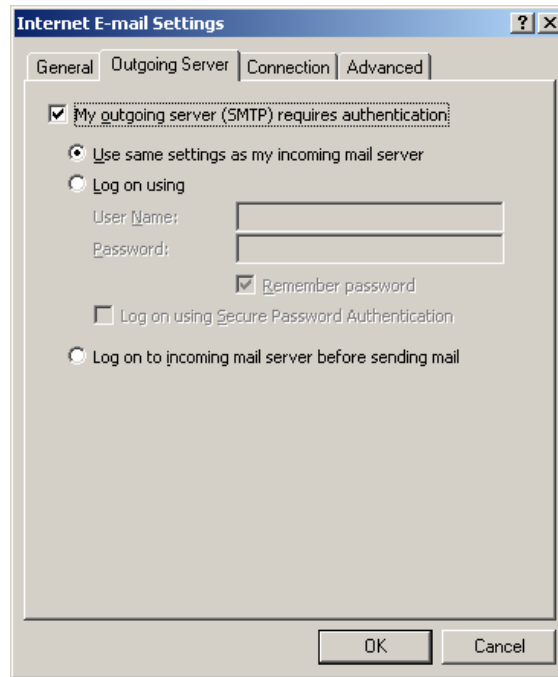 Internet E-mail Settings
General Outgoing Server Connection Advanced
My outgoing server (SMTP) requires authentication
Use same settings as my incoming mail server
Log on using
User Name:
Password:
Remember password
Log on using Secure Password Authentication
Log on to incoming mail server before sending mail
OK Cancel